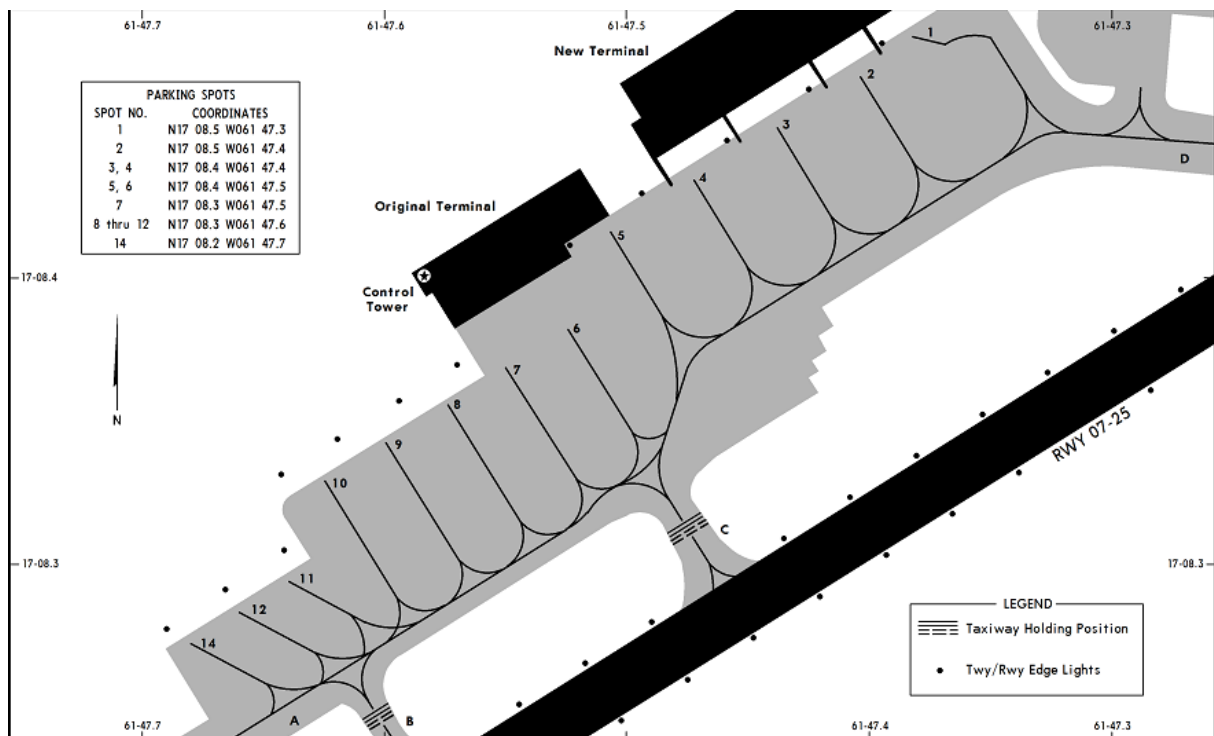 61-47.7
61-47.6
61-47.5
61-47.3
New Terminal
1
2
3
4
5
PARKING SPOTS
SPOT NO. COORDINATES
1 N17 08.5 W061 47.3
2 N17 08.5 W061 47.4
3, 4 N17 08.4 W061 47.4
5, 6 N17 08.4 W061 47.5
7 N17 08.3 W061 47.5
8 thru 12 N17 08.3 W061 47.6
14 N17 08.2 W061 47.7
D
Original Terminal
17-08.4
Control
Tower
N
6
7
8
9
10
11
12
14
RWY 07-25
C
17-08.3
17-08.3
LEGEND
Taxiway Holding Position
Twy/Rwy Edge Lights
A
B
61-47.7
61-47.4
61-47.3